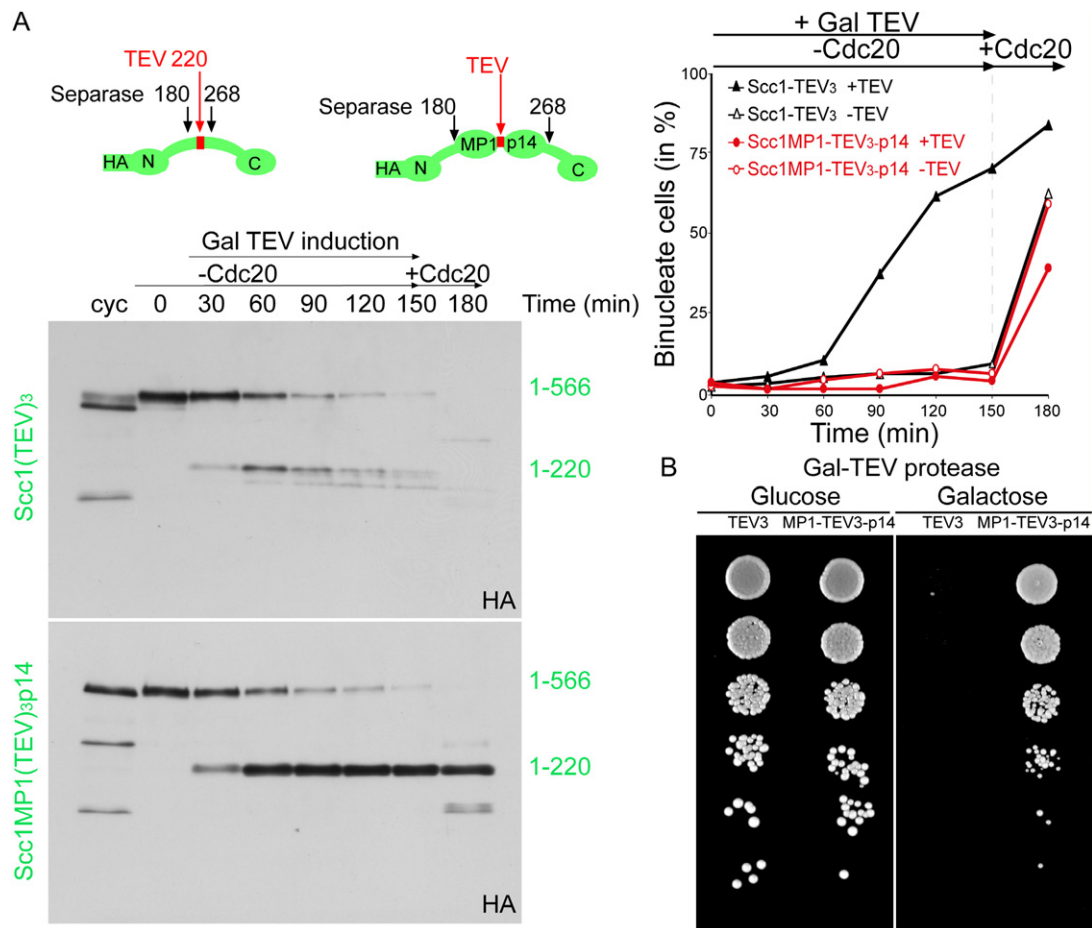 A
TEV 220
Separase 180 268
HA N C
TEV
Separase 180 268
MP1 p14
HA N C
Gal TEV induction
-Cdc20 +Cdc20
cyc 0 30 60 90 120 150 180 Time (min)
Scc1(TEV)₃
1-566
1-220
HA
Scc1MP1(TEV)₃p14
1-566
1-220
HA
+ Gal TEV
-Cdc20 +Cdc20
Binucleate cells (in %)
100
75
50
25
0
Scc1-TEV₃ +TEV
Scc1-TEV₃ -TEV
Scc1MP1-TEV₃-p14 +TEV
Scc1MP1-TEV₃-p14 -TEV
0 30 60 90 120 150 180
Time (min)
B
Gal-TEV protease
Glucose Galactose
TEV3 MP1-TEV3-p14 TEV3 MP1-TEV3-p14